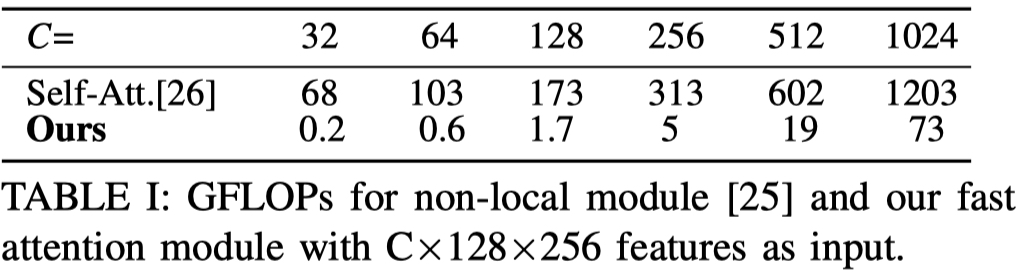 C= 32 64 128 256 512 1024
Self-Att.[26] 68 103 173 313 602 1203
Ours 0.2 0.6 1.7 5 19 73
TABLE I: GFLOPs for non-local module [25] and our fast
attention module with C×128×256 features as input.